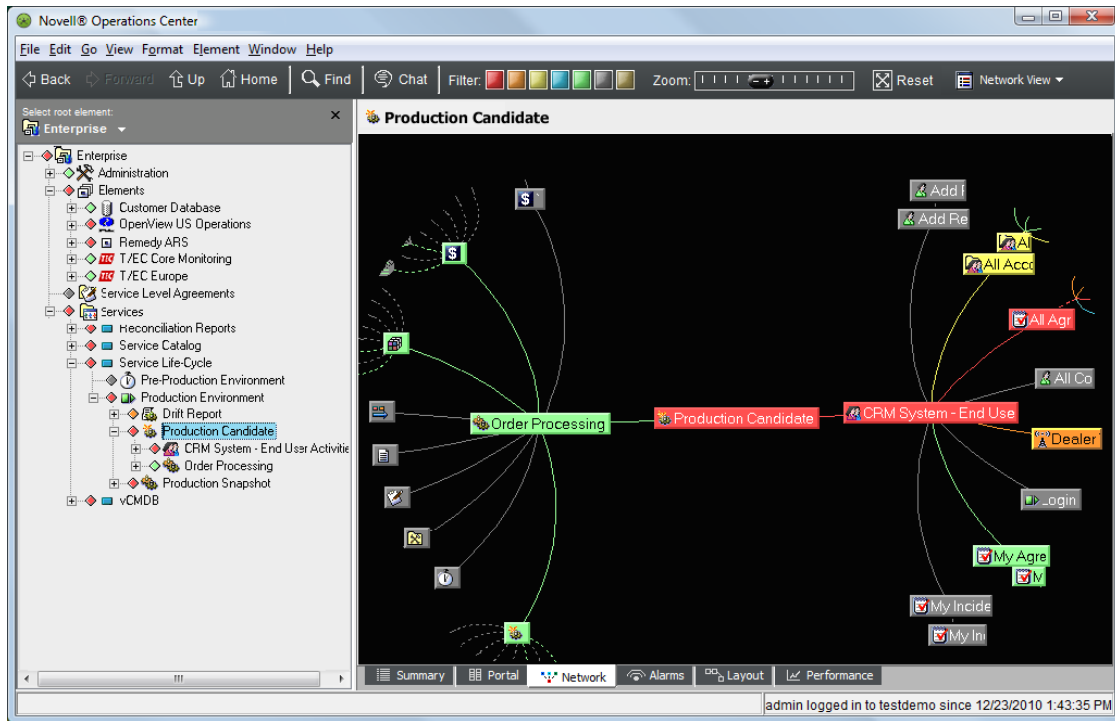 Novell® Operations Center
File Edit Go View Format Element Window Help
Back Forward Up Home Find Chat Filter: Zoom: Reset Network View
Select root element:
Enterprise
Enterprise
Administration
Elements
Customer Database
OpenView US Operations
Remedy ARS
T/EC Core Monitoring
T/EC Europe
Service Level Agreements
Services
Reconciliation Reports
Service Catalog
Service Life-Cycle
Pre-Production Environment
Production Environment
Drift Report
Production Candidate
CRM System - End User Activitie
Order Processing
Production Snapshot
vCMDB
Production Candidate
Add
Add Re
Al
All Acco
All Agr
All Co
Order Processing
Production Candidate
CRM System - End Use
Dealer
Login
My Agre
M
My Incide
My In
Summary Portal Network Alarms Layout Performance
admin logged in to testdemo since 12/23/2010 1:43:35 PM